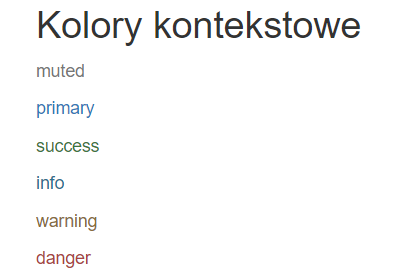 Kolory kontekstowe
muted
primary
success
info
warning
danger